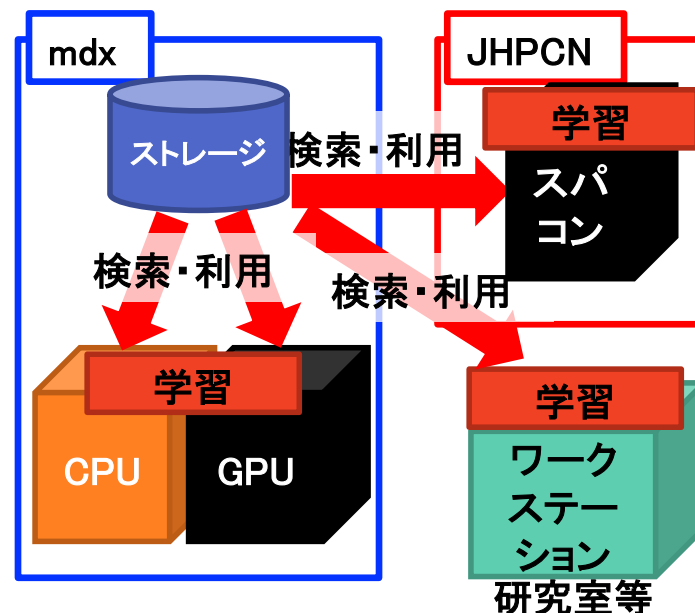 mdx
JHPCN
ストレージ
検索・利用
学習
スパ
コン
検索・利用
検索・利用
学習
CPU
GPU
学習
ワーク
ステー
ション
研究室等